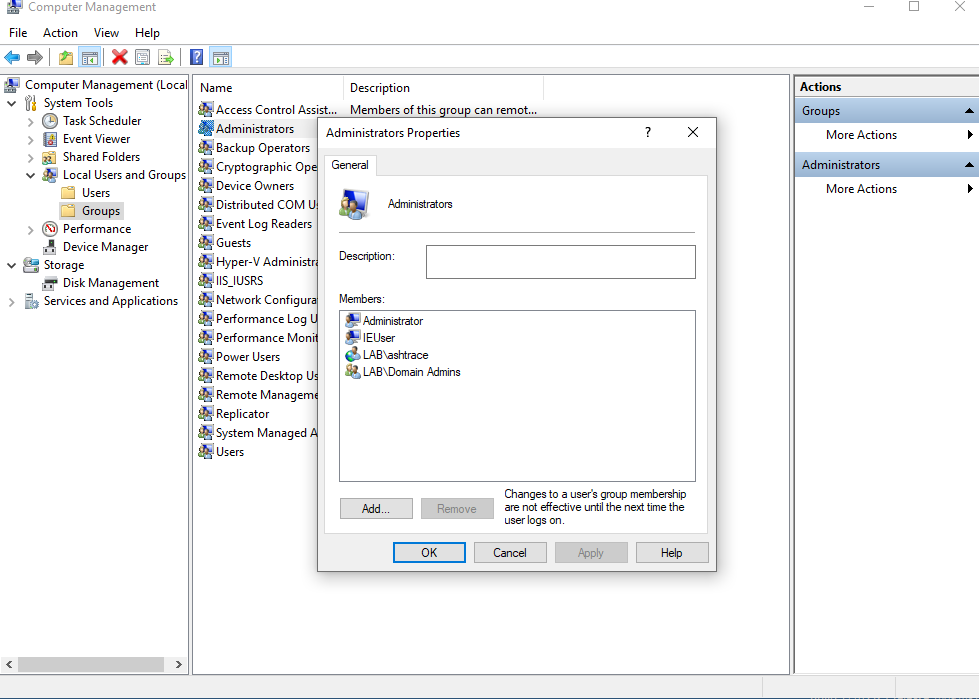 Computer Management
File Action View Help
Computer Management (Local
System Tools
Task Scheduler
Event Viewer
Shared Folders
Local Users and Groups
Users
Groups
Performance
Device Manager
Storage
Disk Management
Services and Applications
Name Description
Access Control Assist... Members of this group can remot...
Administrators
Backup Operators
Cryptographic Ope
Device Owners
Distributed COM Us
Event Log Readers
Guests
Hyper-V Administra
IIS_IUSRS
Network Configura
Performance Log U
Performance Monit
Power Users
Remote Desktop Us
Remote Manageme
Replicator
System Managed A
Users
Administrators Properties ?
General
Administrators
Description:
Members:
Administrator
IEUser
LAB\ashtrace
LAB\Domain Admins
Add... Remove
Changes to a user's group membership
are not effective until the next time the
user logs on.
OK Cancel Apply Help
Actions
Groups
More Actions
Administrators
More Actions